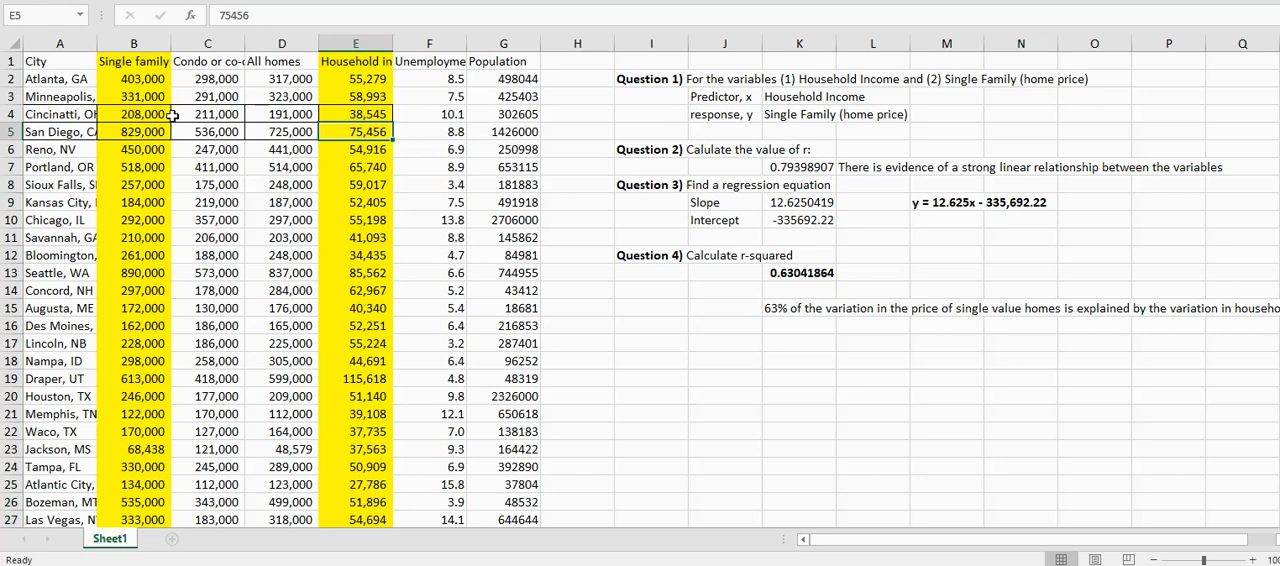 E5 fx 75456
A B C D E F G H I J K L M N O P Q
1 City Single family Condo or co- All homes Household in Unemployme Population
2 Atlanta, GA 403,000 298,000 317,000 55,279 8.5 498044 Question 1) For the variables (1) Household Income and (2) Single Family (home price)
3 Minneapolis, 331,000 291,000 323,000 58,993 7.5 425403 Predictor, x Household Income
4 Cincinatti, OH 208,000 211,000 191,000 38,545 10.1 302605 response, y Single Family (home price)
5 San Diego, CA 829,000 536,000 725,000 75,456 8.8 1426000
6 Reno, NV 450,000 247,000 441,000 54,916 6.9 250998 Question 2) Calulate the value of r:
7 Portland, OR 518,000 411,000 514,000 65,740 8.9 653115 0.79398907 There is evidence of a strong linear relationship between the variables
8 Sioux Falls, S 257,000 175,000 248,000 59,017 3.4 181883 Question 3) Find a regression equation
9 Kansas City, 184,000 219,000 187,000 52,405 7.5 491918 Slope 12.6250419 y = 12.625x - 335,692.22
10 Chicago, IL 292,000 357,000 297,000 55,198 13.8 2706000 Intercept -335692.22
11 Savannah, GA 210,000 206,000 203,000 41,093 8.8 145862
12 Bloomington, 261,000 188,000 248,000 34,435 4.7 84981 Question 4) Calculate r-squared
13 Seattle, WA 890,000 573,000 837,000 85,562 6.6 744955 0.63041864
14 Concord, NH 297,000 178,000 284,000 62,967 5.2 43412
15 Augusta, ME 172,000 130,000 176,000 40,340 5.4 18681 63% of the variation in the price of single value homes is explained by the variation in househo
16 Des Moines, 162,000 186,000 165,000 52,251 6.4 216853
17 Lincoln, NB 228,000 186,000 225,000 55,224 3.2 287401
18 Nampa, ID 298,000 258,000 305,000 44,691 6.4 96252
19 Draper, UT 613,000 418,000 599,000 115,618 4.8 48319
20 Houston, TX 246,000 177,000 209,000 51,140 9.8 2326000
21 Memphis, TN 122,000 170,000 112,000 39,108 12.1 650618
22 Waco, TX 170,000 127,000 164,000 37,735 7.0 138183
23 Jackson, MS 68,438 121,000 48,579 37,563 9.3 164422
24 Tampa, FL 330,000 245,000 289,000 50,909 6.9 392890
25 Atlantic City, 134,000 112,000 123,000 27,786 15.8 37804
26 Bozeman, MT 535,000 343,000 499,000 51,896 3.9 48532
27 Las Vegas, N 333,000 183,000 318,000 54,694 14.1 644644
Sheet1
Ready 100